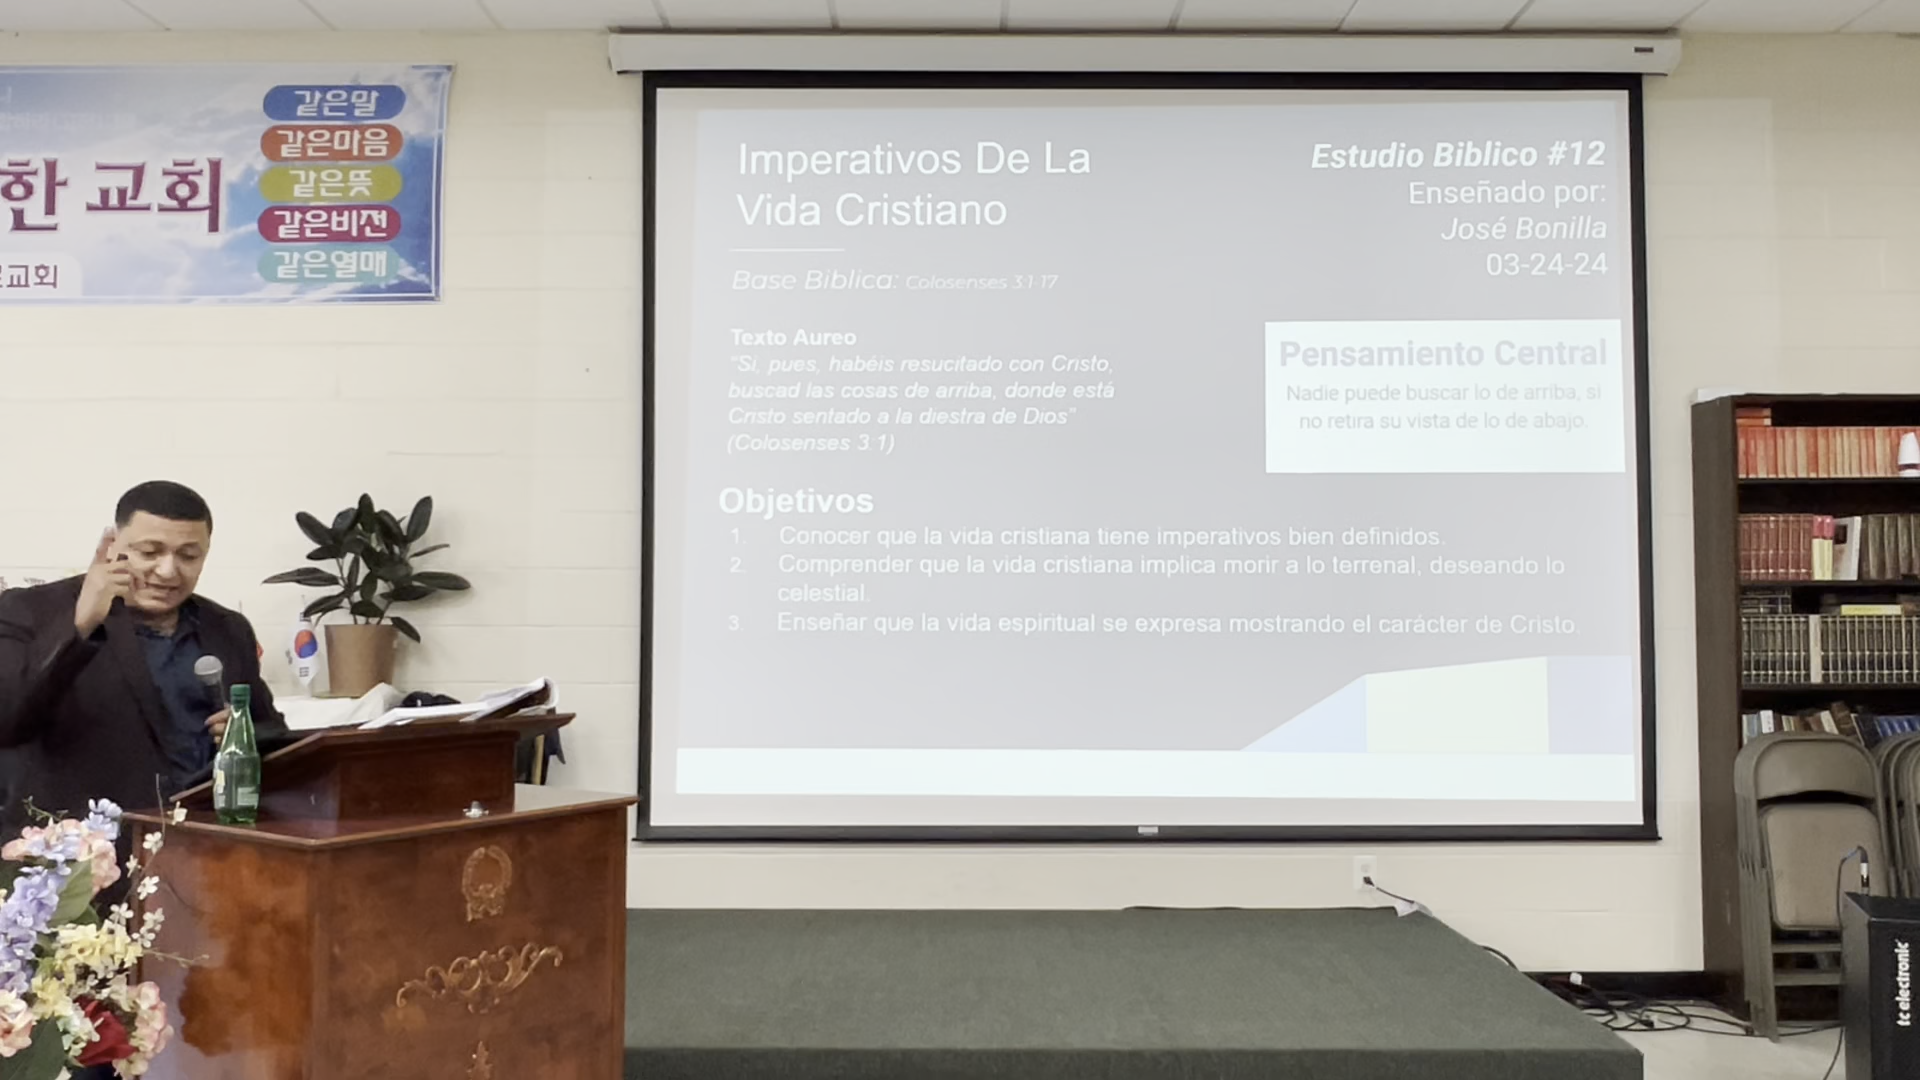 한 교회
교회
같은말
같은마음
같은뜻
같은비전
같은열매
Imperativos De La
Vida Cristiano
Base Biblica: Colosenses 3:1-17
Texto Aureo
"Si, pues, habéis resucitado con Cristo,
buscad las cosas de arriba, donde está
Cristo sentado a la diestra de Dios"
(Colosenses 3:1)
Estudio Biblico #12
Enseñado por:
José Bonilla
03-24-24
Pensamiento Central
Nadie puede buscar lo de arriba, si
no retira su vista de lo de abajo.
Objetivos
1. Conocer que la vida cristiana tiene imperativos bien definidos.
2. Comprender que la vida cristiana implica morir a lo terrenal, deseando lo
celestial.
3. Enseñar que la vida espiritual se expresa mostrando el carácter de Cristo.
tc electronic